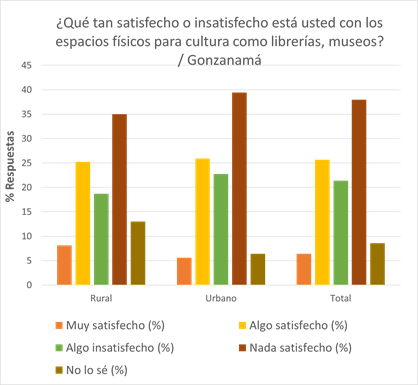 ¿Qué tan satisfecho o insatisfecho está usted con los
espacios físicos para cultura como librerías, museos?
/ Gonzanamá
% Respuestas
45
40
35
30
25
20
15
10
5
0
Rural
Urbano
Total
Muy satisfecho (%)
Algo satisfecho (%)
Algo insatisfecho (%)
Nada satisfecho (%)
No lo sé (%)